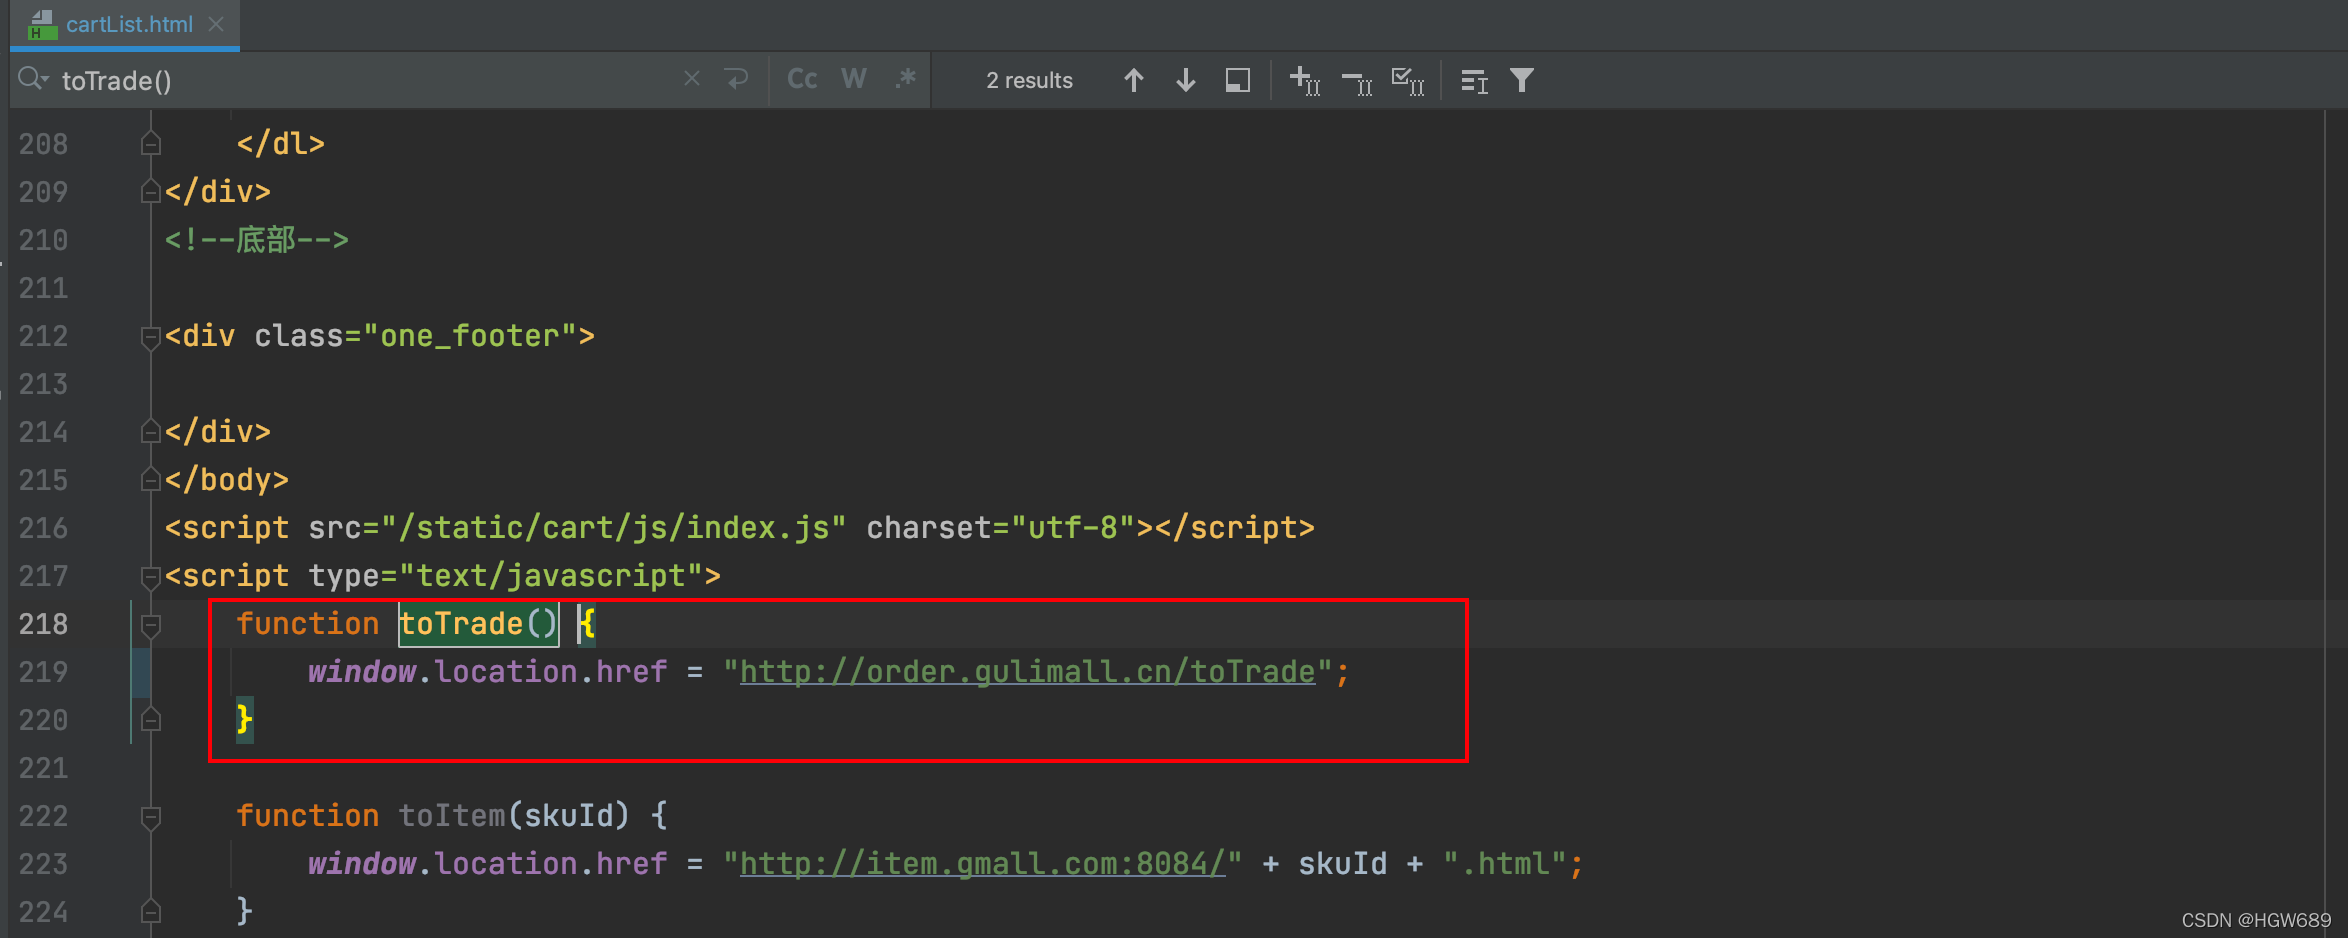 cartList.html
toTrade()
Cc W .* 2 results
208 </dl>
209 </div>
210 <!--底部-->
211
212 <div class="one_footer">
213
214 </div>
215 </body>
216 <script src="/static/cart/js/index.js" charset="utf-8"></script>
217 <script type="text/javascript">
218 function toTrade() {
219 window.location.href = "http://order.gulimall.cn/toTrade";
220 }
221
222 function toItem(skuId) {
223 window.location.href = "http://item.gmall.com:8084/" + skuId + ".html";
224 }
CSDN @HGW689